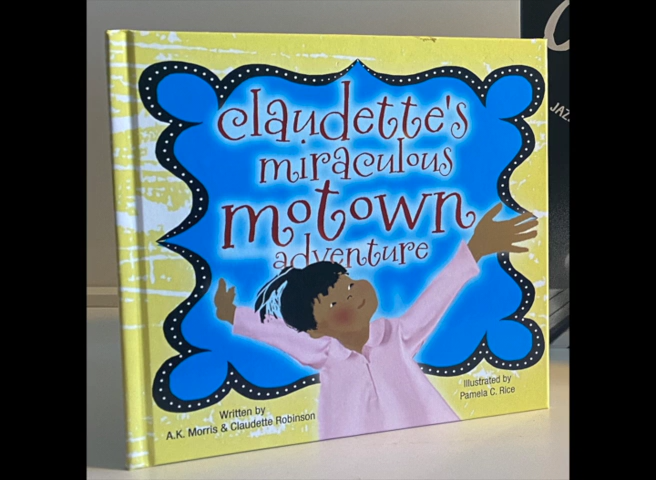 claudette's
miraculous
motown
adventure
Written by
A.K. Morris & Claudette Robinson
Illustrated by
Pamela C. Rice